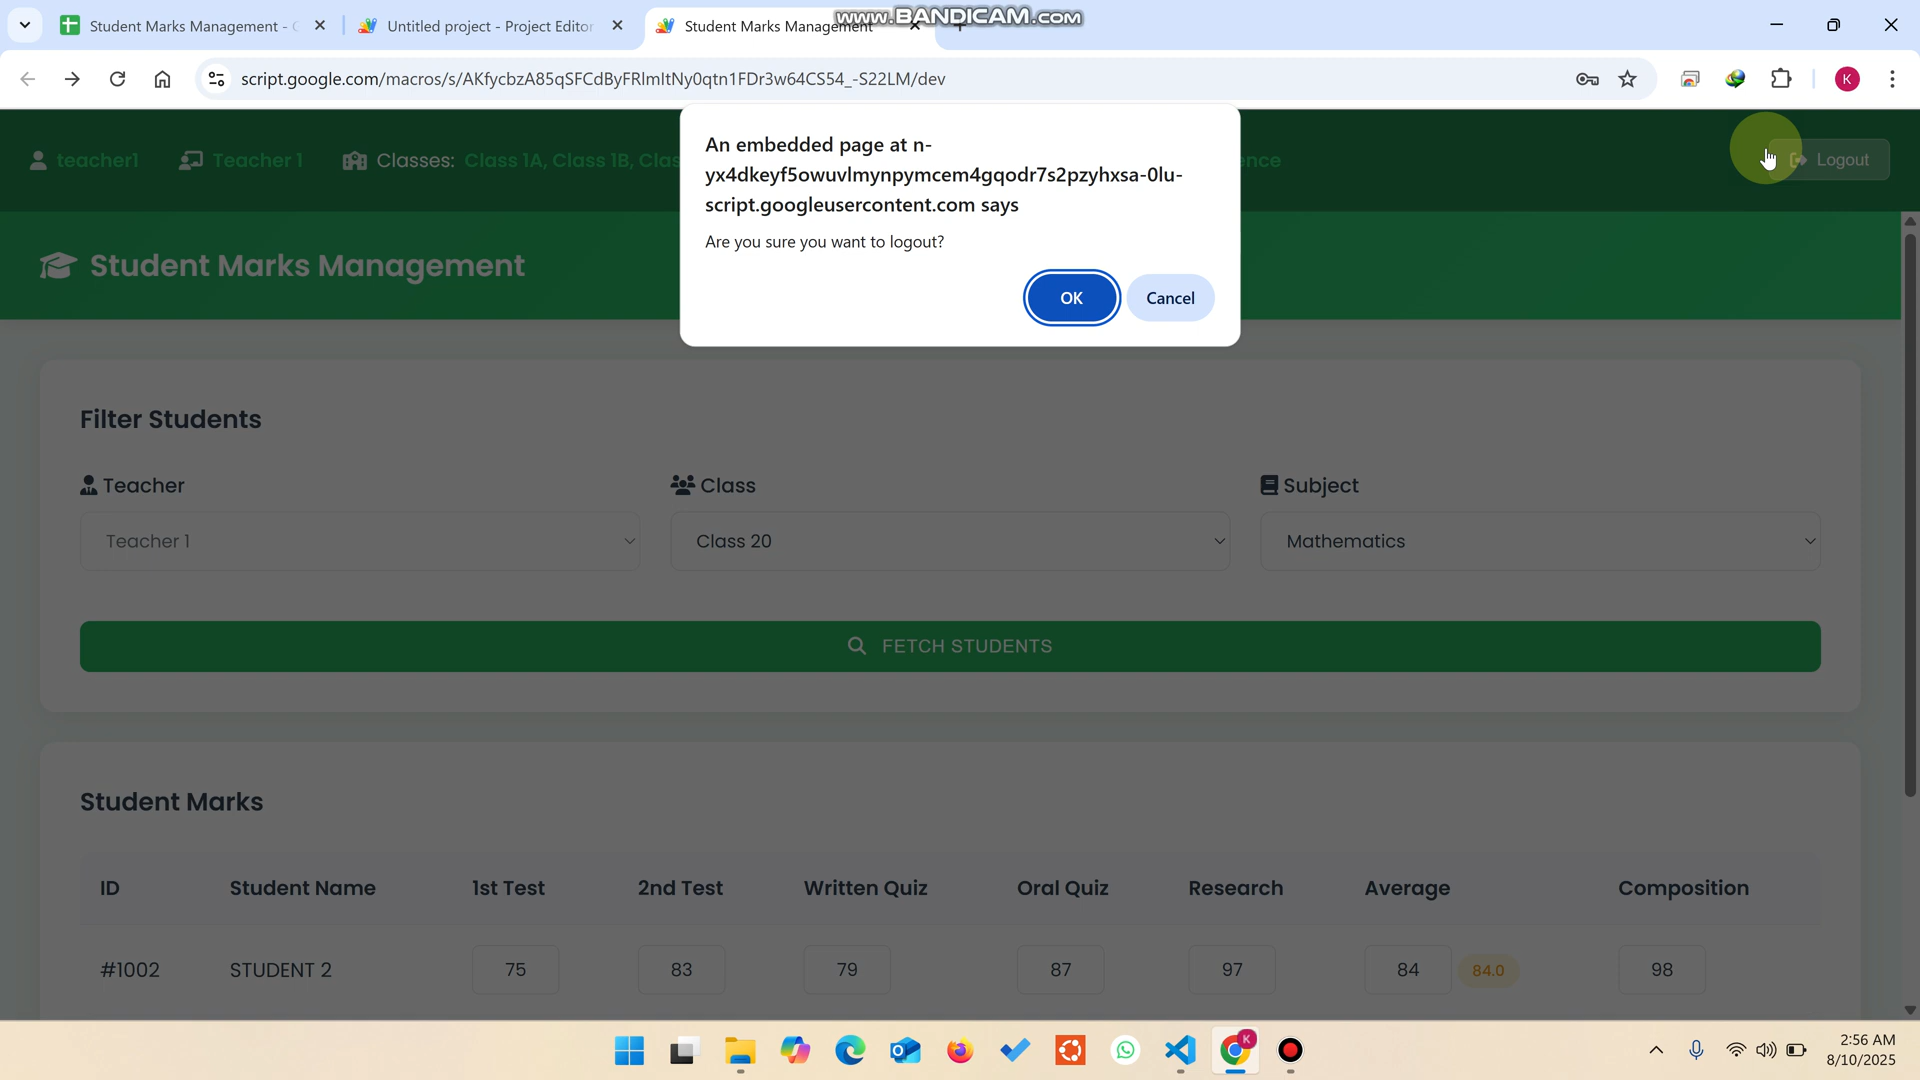 Student Marks Management - 
Untitled project - Project Editor
Student Marks Management
www.BANDICAM.com
script.google.com/macros/s/AKfycbzA85qSFCdByFRlmItNy0qtn1FDr3w64CS54_-S22LM/dev
K
An embedded page at n-
yx4dkeyf5owuvlmynpymcem4gqodr7s2pzyhxsa-0lu-
script.googleusercontent.com says
Are you sure you want to logout?
OK
Cancel
teacher1
Teacher 1
Classes: Class 1A, Class 1B,
Logout
Student Marks Management
Filter Students
Teacher
Class
Subject
Teacher 1
Class 20
Mathematics
FETCH STUDENTS
Student Marks
ID Student Name 1st Test 2nd Test Written Quiz Oral Quiz Research Average Composition
#1002 STUDENT 2 75 83 79 87 97 84 84.0 98
K
2:56 AM
8/10/2025